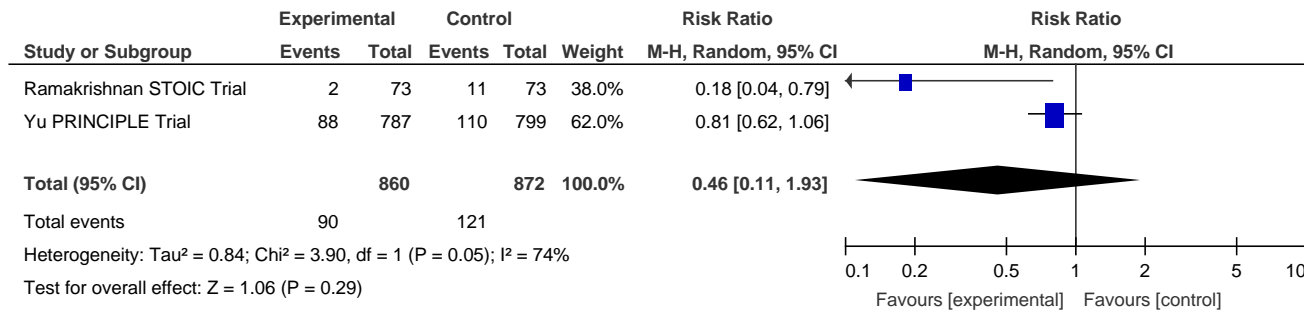 Experimental Control Risk Ratio Risk Ratio
Study or Subgroup Events Total Events Total Weight M-H, Random, 95% CI M-H, Random, 95% CI
Ramakrishnan STOIC Trial 2 73 11 73 38.0% 0.18 [0.04, 0.79]
Yu PRINCIPLE Trial 88 787 110 799 62.0% 0.81 [0.62, 1.06]
Total (95% CI) 860 872 100.0% 0.46 [0.11, 1.93]
Total events 90 121
Heterogeneity: Tau² = 0.84; Chi² = 3.90, df = 1 (P = 0.05); I² = 74%
Test for overall effect: Z = 1.06 (P = 0.29)
0.1 0.2 0.5 1 2 5 10
Favours [experimental] Favours [control]